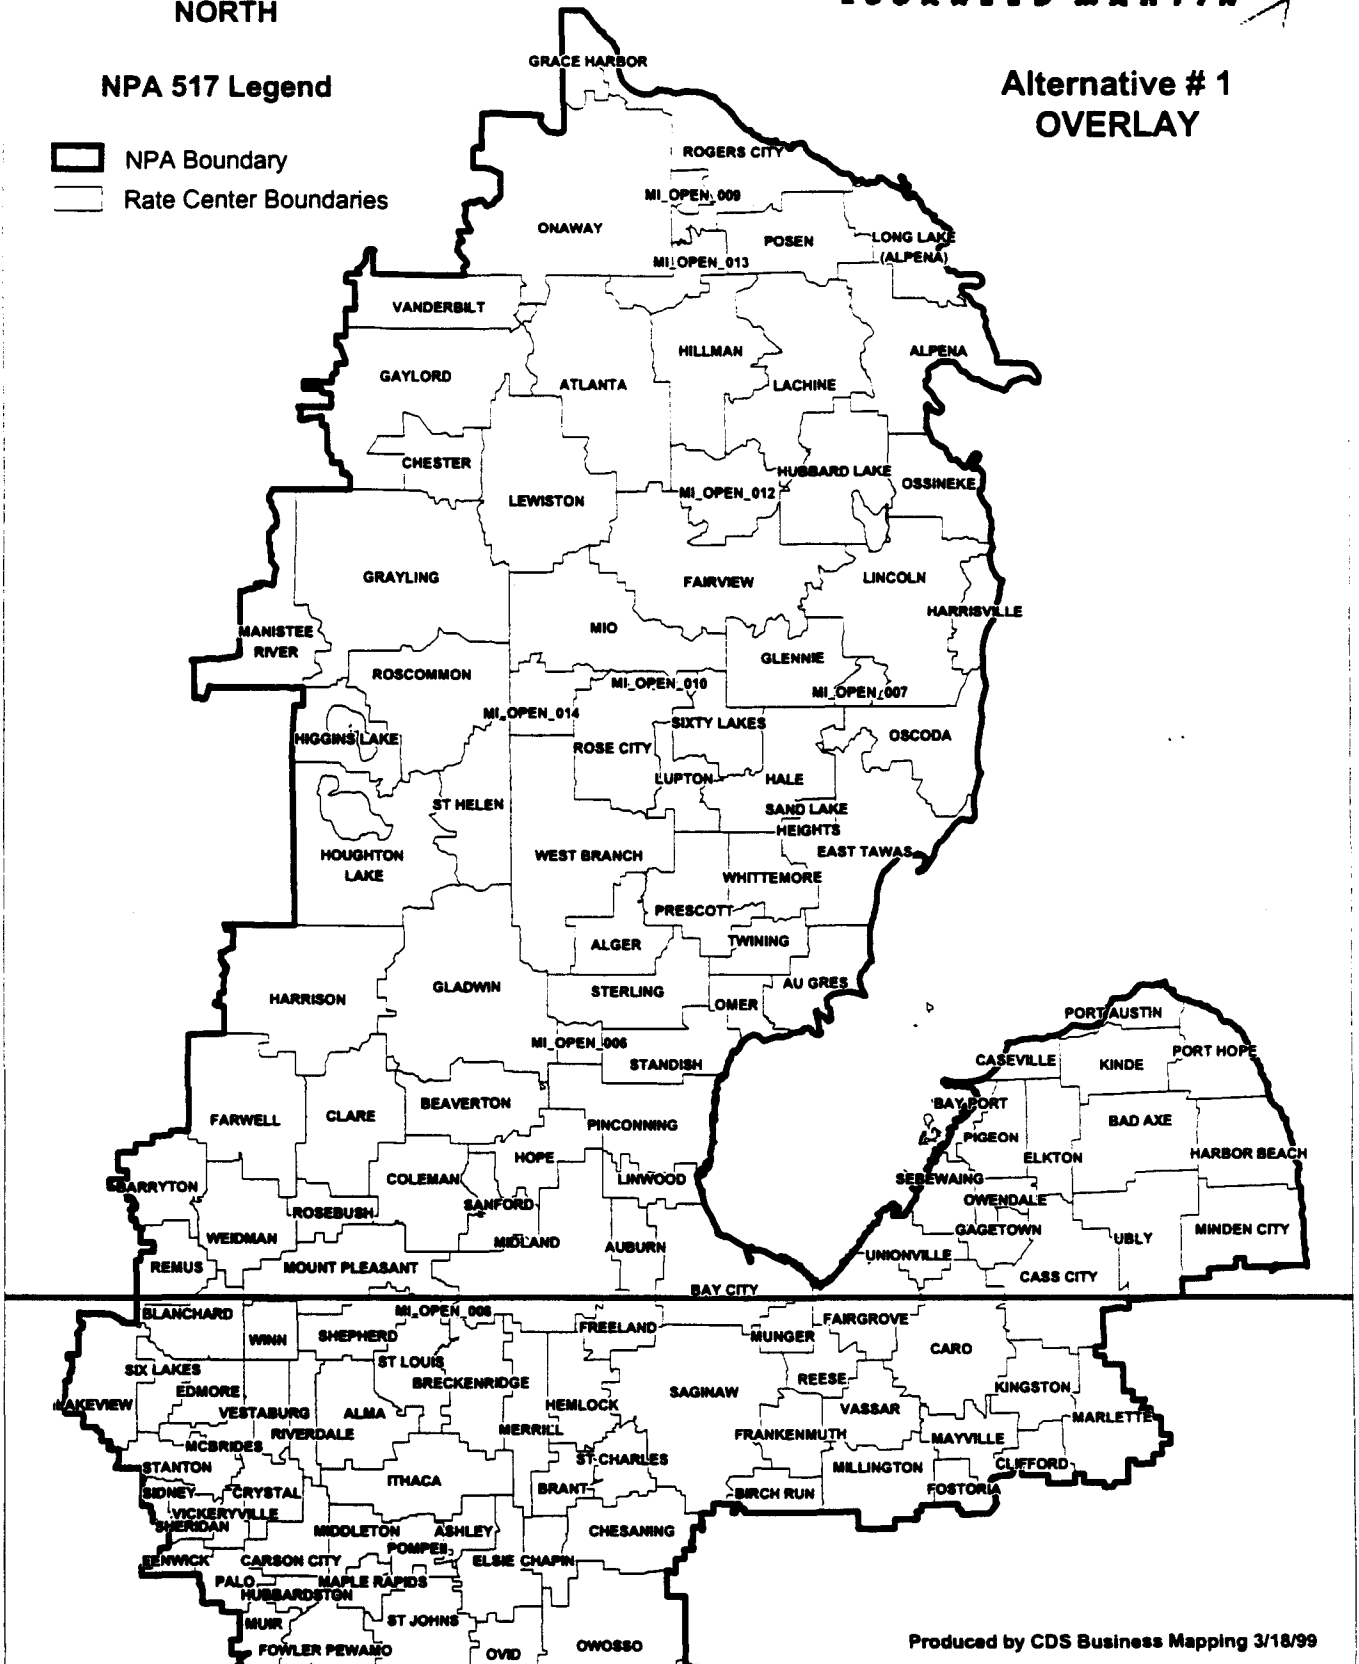 NORTH
NPA 517 Legend
NPA Boundary
Rate Center Boundaries
Alternative # 1
OVERLAY
GRACE HARBOR
ROGERS CITY
MI_OPEN_009
ONAWAY
POSEN
LONG LAKE
(ALPENA)
MI_OPEN_013
VANDERBILT
HILLMAN
ALPENA
GAYLORD
ATLANTA
LACHINE
CHESTER
HUBBARD LAKE
OSSINEKE
LEWISTON
MI_OPEN_012
GRAYLING
FAIRVIEW
LINCOLN
HARRISVILLE
MANISTEE
RIVER
MIO
GLENNIE
ROSCOMMON
MI_OPEN_010
MI_OPEN_007
MI_OPEN_014
SIXTY LAKES
HIGGINS LAKE
ROSE CITY
OSCODA
LUPTON
HALE
ST HELEN
SAND LAKE
HEIGHTS
HOUGHTON
LAKE
WEST BRANCH
EAST TAWAS
WHITTEMORE
PRESCOTT
ALGER
TWINING
HARRISON
GLADWIN
STERLING
AU GRES
OMER
PORT AUSTIN
MI_OPEN_006
STANDISH
CASEVILLE
KINDE
PORT HOPE
FARWELL
CLARE
BEAVERTON
BAY PORT
BAD AXE
PINCONNING
PIGEON
HOPE
ELKTON
HARBOR BEACH
BARRYTON
COLEMAN
LINWOOD
SEBEWAING
ROSEBUSH
SANFORD
OWENDALE
WEIDMAN
MIDLAND
AUBURN
GAGETOWN
UBLY
MINDEN CITY
REMUS
MOUNT PLEASANT
UNIONVILLE
CASS CITY
BAY CITY
BLANCHARD
MI_OPEN_008
WINN
SHEPHERD
FREELAND
MUNGER
FAIRGROVE
CARO
SIX LAKES
ST LOUIS
REESE
EDMORE
BRECKENRIDGE
SAGINAW
KINGSTON
LAKEVIEW
VESTABURG
ALMA
HEMLOCK
VASSAR
MARLETTE
RIVERDALE
MERRILL
FRANKENMUTH
MAYVILLE
MCBRIDES
ST CHARLES
STANTON
ITHACA
MILLINGTON
CLIFFORD
SIDNEY
CRYSTAL
BRANT
BIRCH RUN
FOSTORIA
VICKERYVILLE
SHERIDAN
MIDDLETON
ASHLEY
CHESANING
POMPEII
FENWICK
CARSON CITY
ELSIE
CHAPIN
PALO
MAPLE RAPIDS
HUBBARDSTON
MUIR
ST JOHNS
FOWLER
PEWAMO
OVID
OWOSSO
Produced by CDS Business Mapping 3/18/99